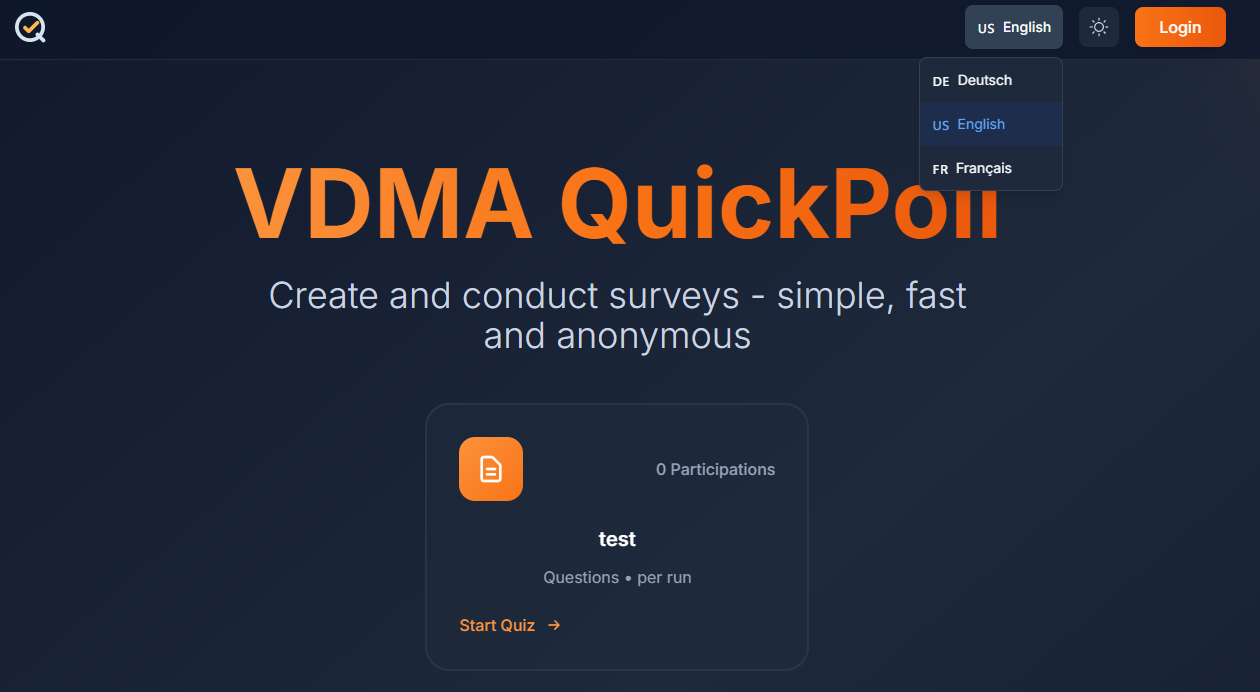 US English
Login
DE Deutsch
US English
FR Français
VDMA QuickPoll
Create and conduct surveys - simple, fast
and anonymous
0 Participations
test
Questions • per run
Start Quiz →